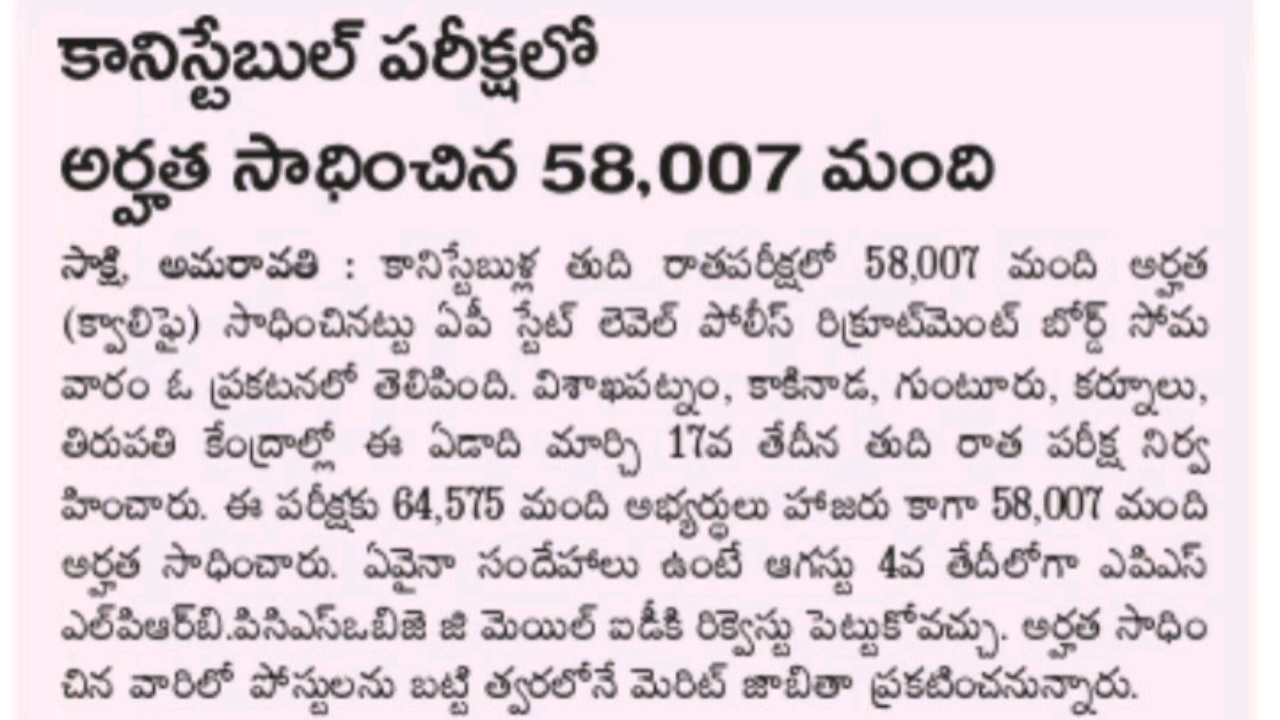 కానిస్టేబుల్ పరీక్షలో
అర్హత సాధించిన 58,007 మంది
సాక్షి, అమరావతి : కానిస్టేబుళ్ల తుది రాతపరీక్షలో 58,007 మంది అర్హత
(క్వాలిఫై) సాధించినట్టు ఏపీ స్టేట్ లెవెల్ పోలీస్ రిక్రూట్‌మెంట్ బోర్డ్ సోమ
వారం ఓ ప్రకటనలో తెలిపింది. విశాఖపట్నం, కాకినాడ, గుంటూరు, కర్నూలు,
తిరుపతి కేంద్రాల్లో ఈ ఏడాది మార్చి 17వ తేదీన తుది రాత పరీక్ష నిర్వ
హించారు. ఈ పరీక్షకు 64,575 మంది అభ్యర్థులు హాజరు కాగా 58,007 మంది
అర్హత సాధించారు. ఏవైనా సందేహాలు ఉంటే ఆగస్టు 4వ తేదీలోగా ఎపిఎస్
ఎల్‌పిఆర్‌బి.పిసిఎస్ఒబిజె జి మెయిల్ ఐడీకి రిక్వెస్టు పెట్టుకోవచ్చు. అర్హత సాధిం
చిన వారిలో పోస్టులను బట్టి త్వరలోనే మెరిట్ జాబితా ప్రకటించనున్నారు.